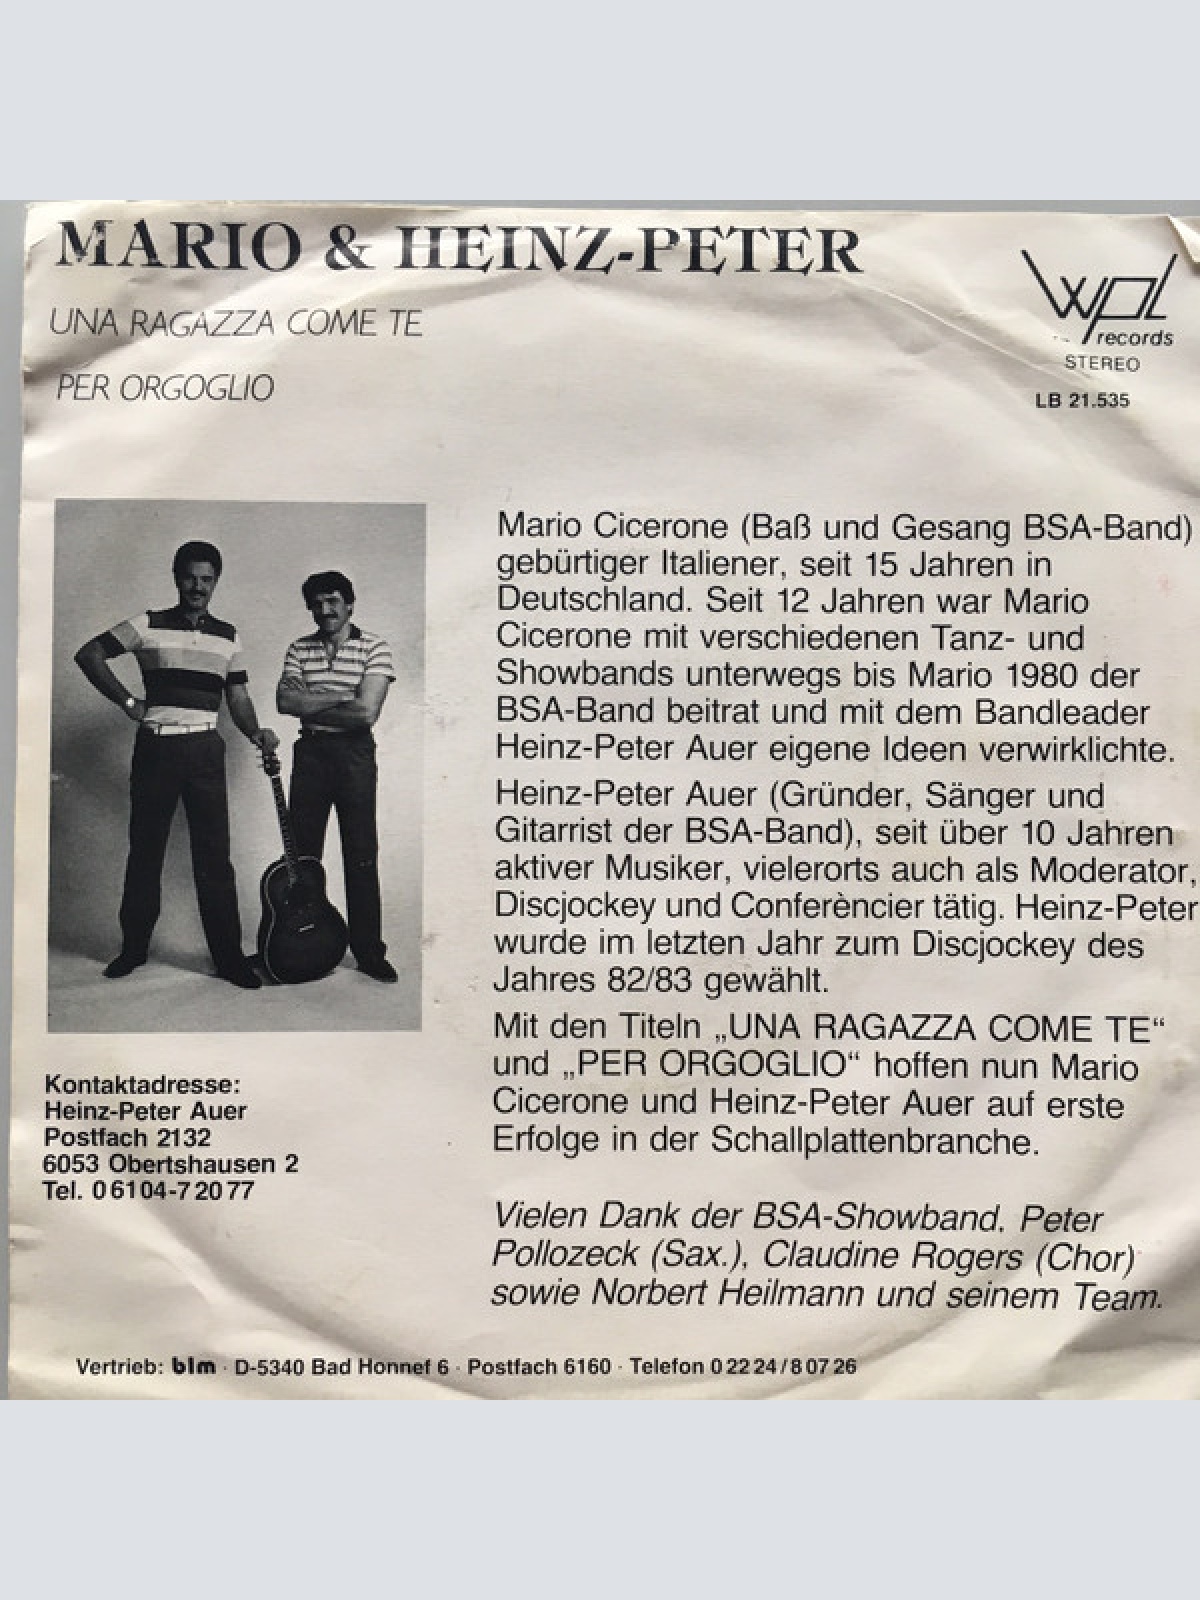 MARIO & HEINZ-PETER
UNA RAGAZZA COME TE
PER ORGOGLIO
wpl
records
STEREO
LB 21.535
Mario Cicerone (Baß und Gesang BSA-Band)
gebürtiger Italiener, seit 15 Jahren in
Deutschland. Seit 12 Jahren war Mario
Cicerone mit verschiedenen Tanz- und
Showbands unterwegs bis Mario 1980 der
BSA-Band beitrat und mit dem Bandleader
Heinz-Peter Auer eigene Ideen verwirklichte.
Heinz-Peter Auer (Gründer, Sänger und
Gitarrist der BSA-Band), seit über 10 Jahren
aktiver Musiker, vielerorts auch als Moderator,
Discjockey und Conferèncier tätig. Heinz-Peter
wurde im letzten Jahr zum Discjockey des
Jahres 82/83 gewählt.
Mit den Titeln „UNA RAGAZZA COME TE“
und „PER ORGOGLIO“ hoffen nun Mario
Cicerone und Heinz-Peter Auer auf erste
Erfolge in der Schallplattenbranche.
Vielen Dank der BSA-Showband, Peter
Pollozeck (Sax.), Claudine Rogers (Chor)
sowie Norbert Heilmann und seinem Team.
Kontaktadresse:
Heinz-Peter Auer
Postfach 2132
6053 Obertshausen 2
Tel. 06104-72077
Vertrieb: blm · D-5340 Bad Honnef 6 · Postfach 6160 · Telefon 02224/80726